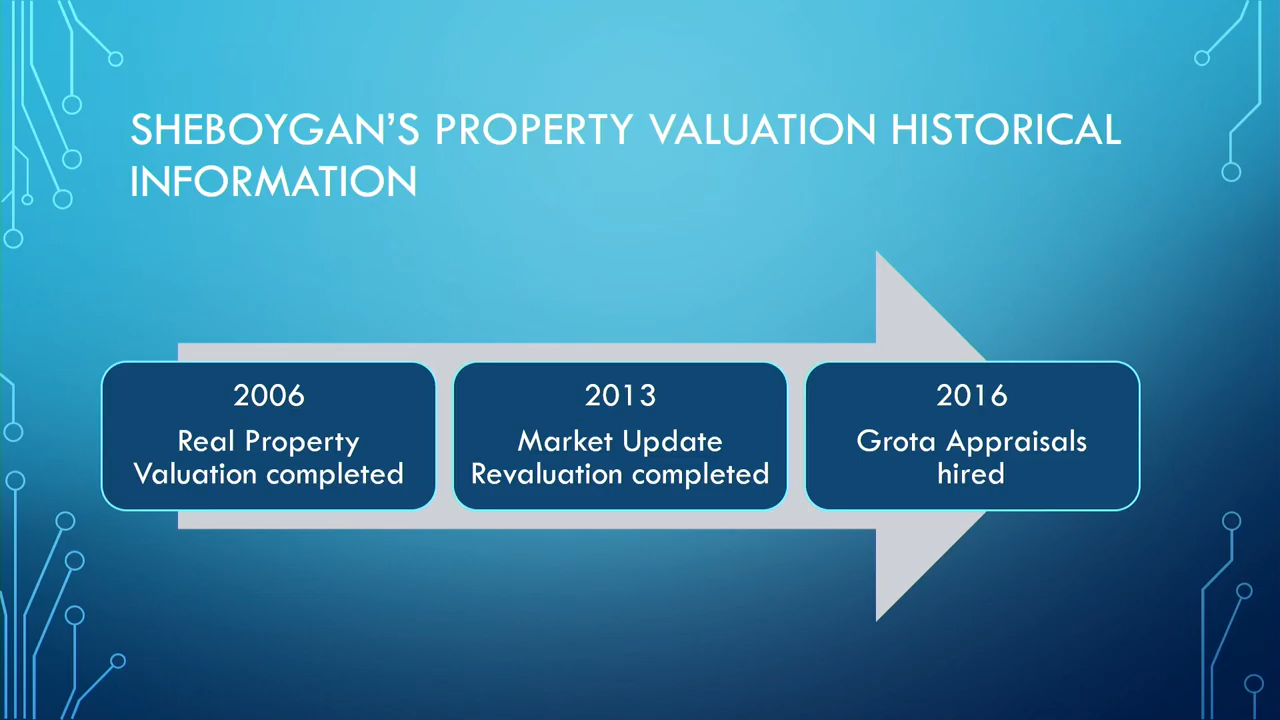 SHEBOYGAN’S PROPERTY VALUATION HISTORICAL
INFORMATION
2006
Real Property
Valuation completed
2013
Market Update
Revaluation completed
2016
Grota Appraisals
hired